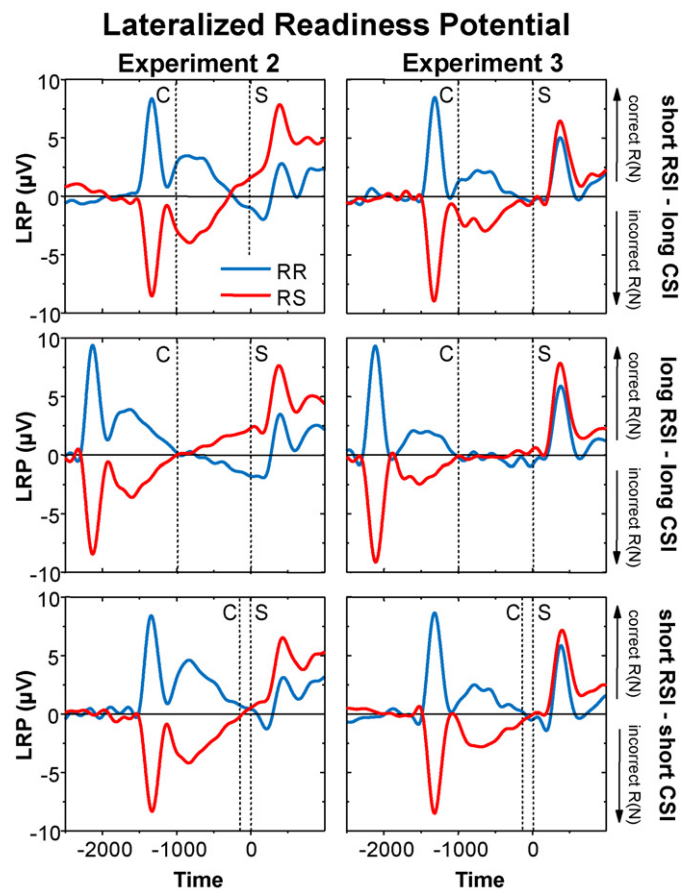 Lateralized Readiness Potential
Experiment 2
Experiment 3
10
5
0
-5
-10
LRP (µV)
C
S
RR
RS
C
S
correct R(N)
incorrect R(N)
short RSI - long CSI
10
5
0
-5
-10
LRP (µV)
C
S
C
S
correct R(N)
incorrect R(N)
long RSI - long CSI
10
5
0
-5
-10
LRP (µV)
C
S
C
S
correct R(N)
incorrect R(N)
short RSI - short CSI
-2000 -1000 0
-2000 -1000 0
Time
Time